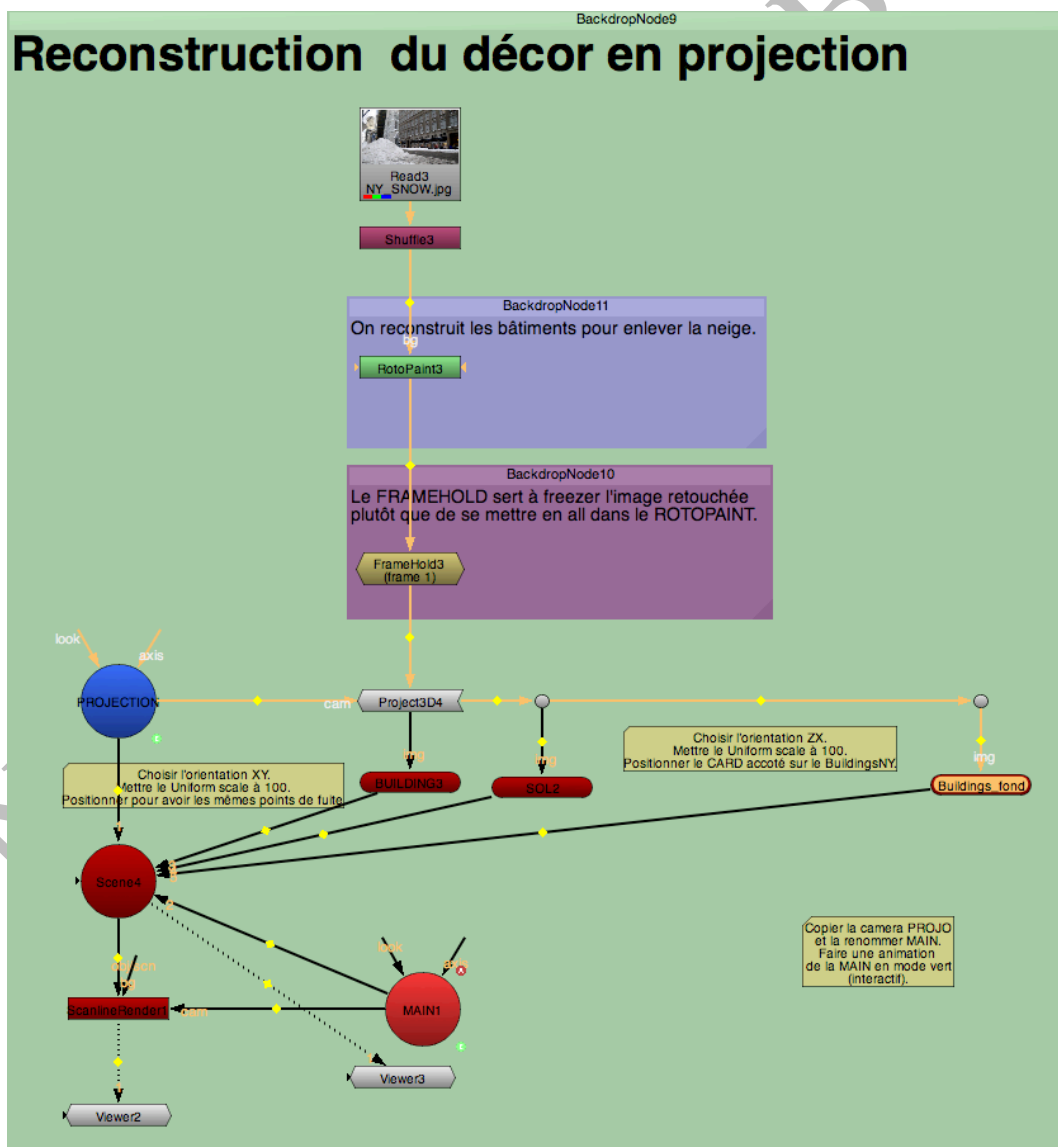 BackdropNode9
Reconstruction du décor en projection
Read3
NY_SNOW.jpg
Shuffle3
BackdropNode11
On reconstruit les bâtiments pour enlever la neige.
bg
RotoPaint3
BackdropNode10
Le FRAMEHOLD sert à freezer l'image retouchée
plutôt que de se mettre en all dans le ROTOPAINT.
FrameHold3
(frame 1)
look
axis
PROJECTION
cam
Project3D4
Choisir l'orientation ZX.
Mettre le Uniform scale à 100.
Positionner le CARD accoté sur le BuildingsNY.
img
img
img
Choisir l'orientation XY.
Mettre le Uniform scale à 100.
Positionner pour avoir les mêmes points de fuite
BUILDING3
SOL2
Buildings_fond
Scene4
Copier la camera PROJO
et la renommer MAIN.
Faire une animation
de la MAIN en mode vert
(interactif).
look
axis
obj/scn
bg
ScanlineRender1
cam
MAIN1
Viewer3
Viewer2